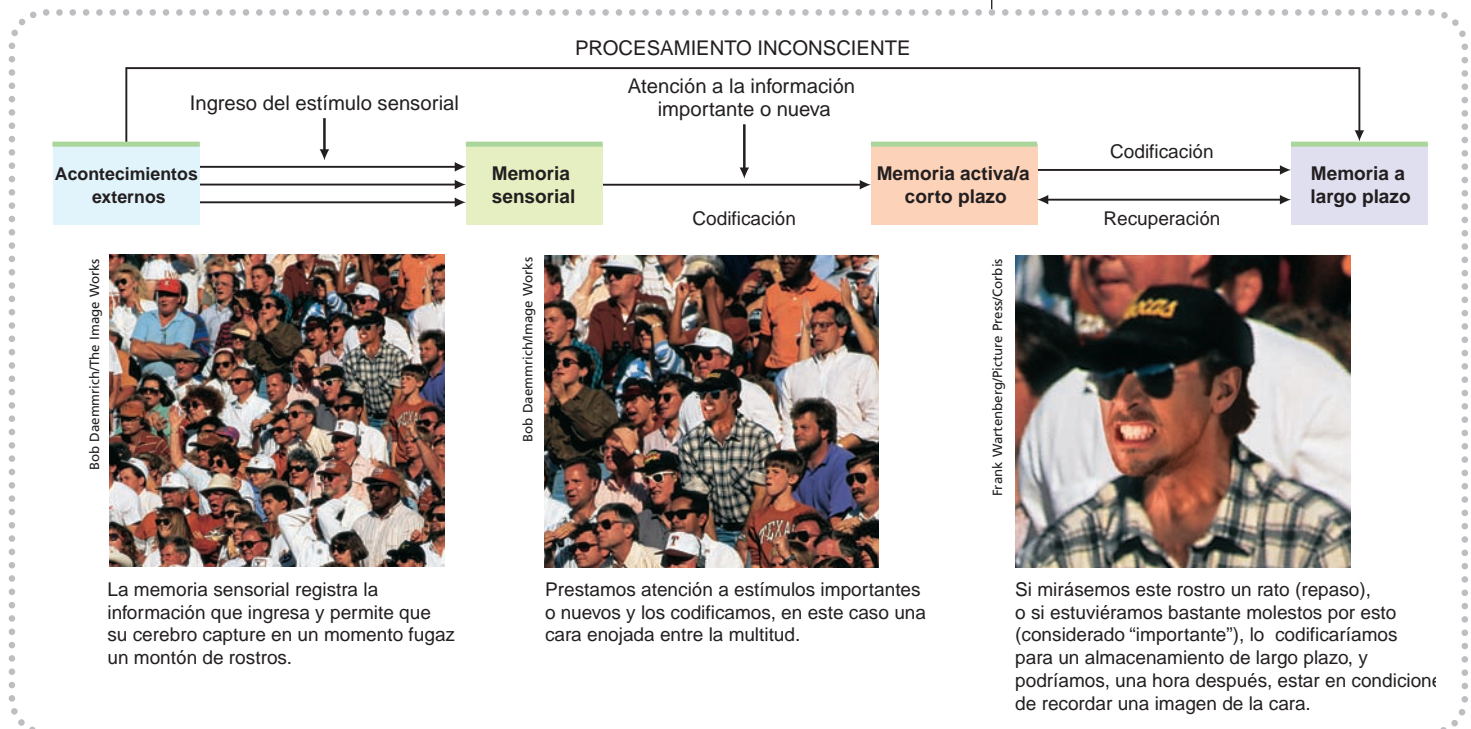 PROCESAMIENTO INCONSCIENTE
Ingreso del estímulo sensorial
Atención a la información
importante o nueva
Acontecimientos
externos
Memoria
sensorial
Codificación
Memoria activa/a
corto plazo
Codificación
Recuperación
Memoria a
largo plazo
Bob Daemmrich/The Image Works
La memoria sensorial registra la
información que ingresa y permite que
su cerebro capture en un momento fugaz
un montón de rostros.
Bob Daemmrich/Image Works
TEXAS
Prestamos atención a estímulos importantes
o nuevos y los codificamos, en este caso una
cara enojada entre la multitud.
Frank Wartenberg/Picture Press/Corbis
Si mirásemos este rostro un rato (repaso),
o si estuviéramos bastante molestos por esto
(considerado “importante”), lo codificaríamos
para un almacenamiento de largo plazo, y
podríamos, una hora después, estar en condicione
de recordar una imagen de la cara.